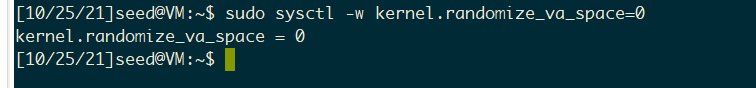 [10/25/21]seed@VM:~$ sudo sysctl -w kernel.randomize_va_space=0
kernel.randomize_va_space = 0
[10/25/21]seed@VM:~$